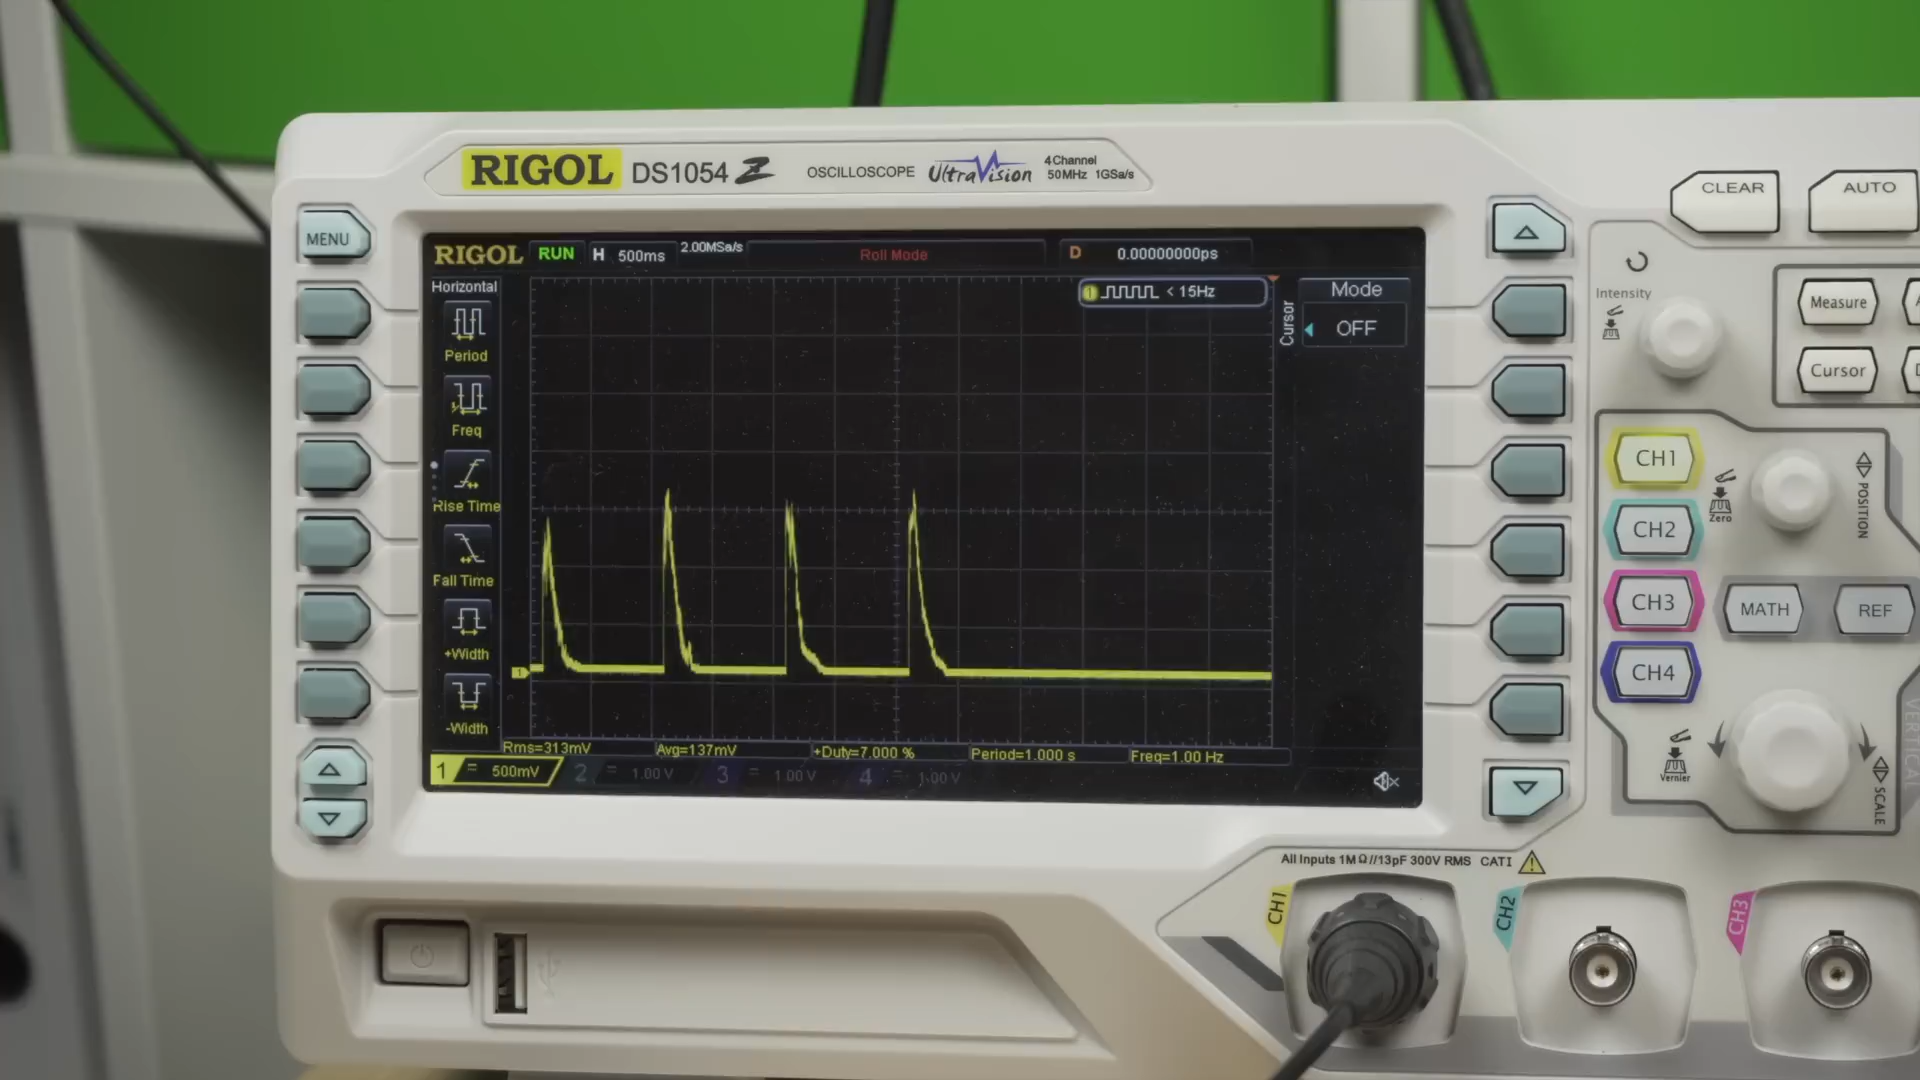 RIGOL DS1054 Z OSCILLOSCOPE UltraVision 4Channel
50MHz 1GSa/s
CLEAR AUTO
MENU
RIGOL RUN H 500ms 2.00MSa/s Roll Mode D 0.00000000ps
Horizontal
1 < 15Hz
Cursor
Mode
OFF
Period
Freq
Rise Time
Fall Time
+Width
-Width
1
Rms=313mV Avg=137mV +Duty=7.000 % Period=1.000 s Freq=1.00 Hz
1 = 500mV 2 = 1.00 V 3 = 1.00 V 4 = 1.00 V
Intensity
Measure
Cursor
CH1
CH2
CH3
CH4
Zero
POSITION
MATH REF
Vernier
SCALE
VERTICAL
All Inputs 1MΩ//13pF 300V RMS CATI
CH1
CH2
CH3